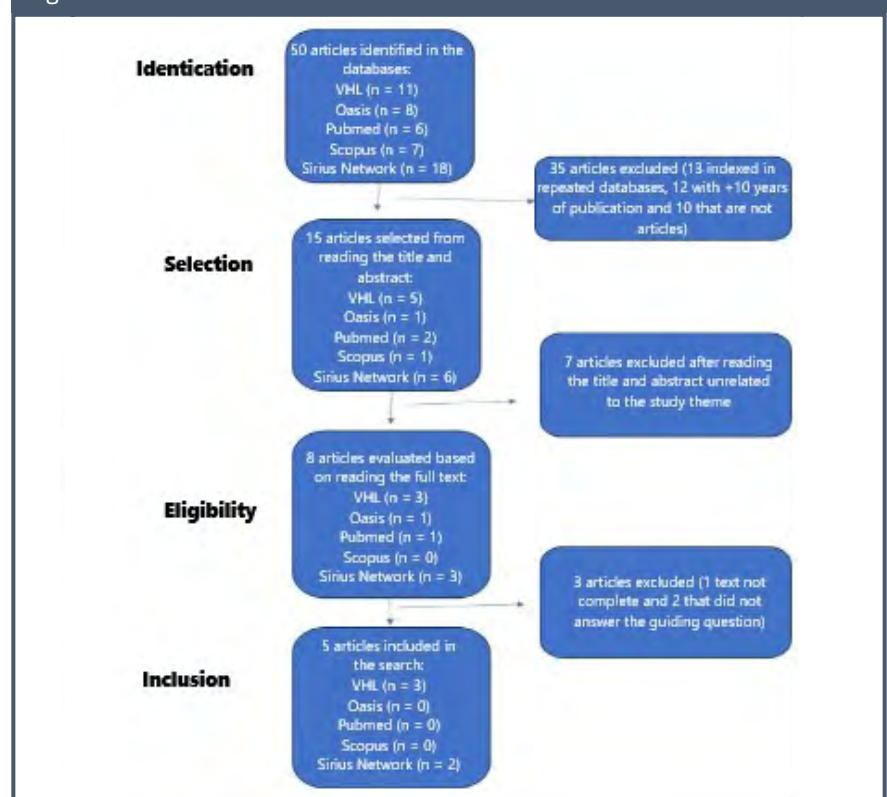 Identication
50 articles identified in the
databases:
VHL (n = 11)
Oasis (n = 8)
Pubmed (n = 6)
Scopus (n = 7)
Sirius Network (n = 18)
35 articles excluded (13 indexed in
repeated databases, 12 with +10 years
of publication and 10 that are not
articles)
Selection
15 articles selected from
reading the title and
abstract:
VHL (n = 5)
Oasis (n = 1)
Pubmed (n = 2)
Scopus (n = 1)
Sirius Network (n = 6)
7 articles excluded after reading
the title and abstract unrelated
to the study theme
Eligibility
8 articles evaluated based
on reading the full text:
VHL (n = 3)
Oasis (n = 1)
Pubmed (n = 1)
Scopus (n = 0)
Sirius Network (n = 3)
3 articles excluded (1 text not
complete and 2 that did not
answer the guiding question)
Inclusion
5 articles included in
the search:
VHL (n = 3)
Oasis (n = 0)
Pubmed (n = 0)
Scopus (n = 0)
Sirius Network (n = 2)